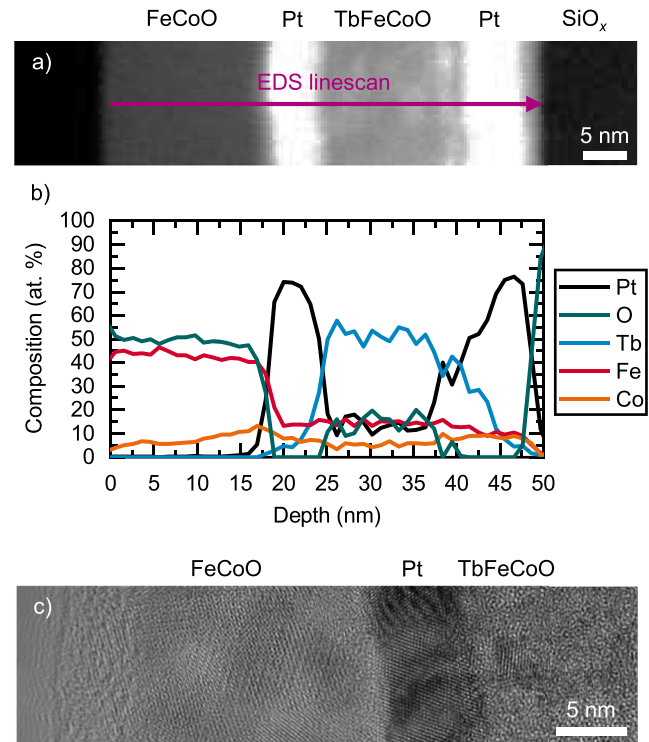 FeCoO Pt TbFeCoO Pt SiOₓ
a)
EDS linescan
5 nm
b)
100
90
80
70
60
50
40
30
20
10
0
Composition (at. %)
0 5 10 15 20 25 30 35 40 45 50
Depth (nm)
Pt
O
Tb
Fe
Co
FeCoO Pt TbFeCoO
c)
5 nm